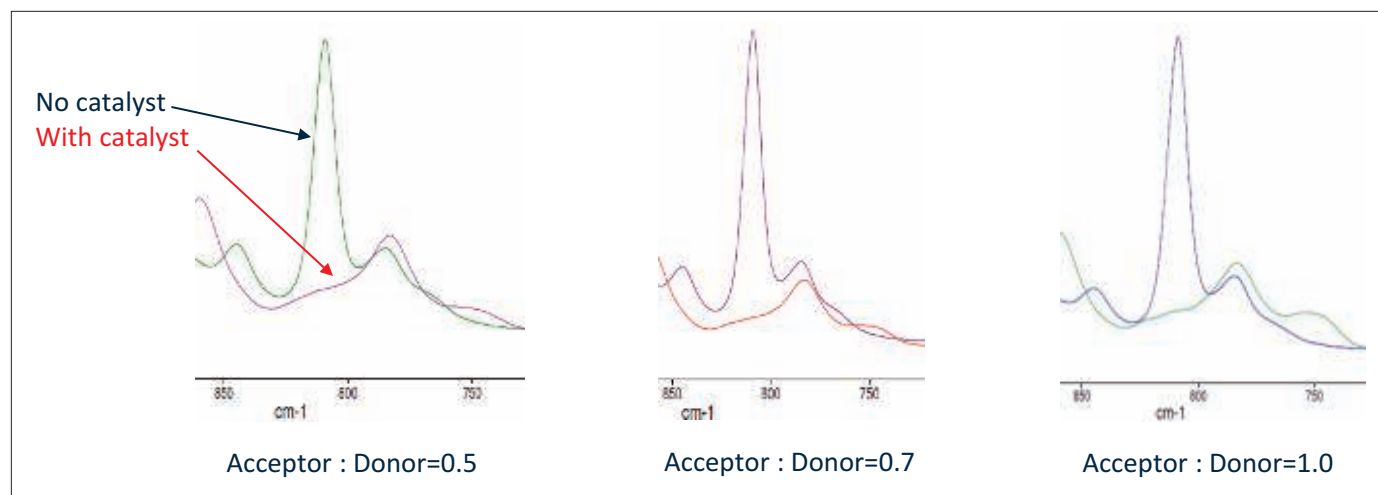 No catalyst
With catalyst
850 800 750
cm-1
850 800 750
cm-1
850 800 750
cm-1
Acceptor : Donor=0.5
Acceptor : Donor=0.7
Acceptor : Donor=1.0